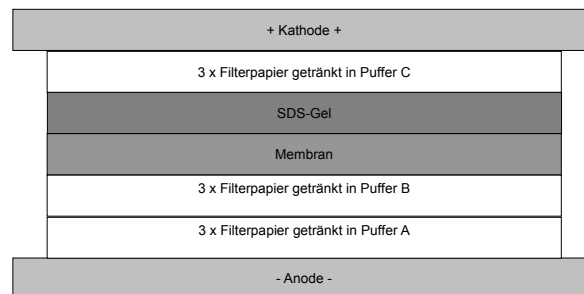 + Kathode +
3 x Filterpapier getränkt in Puffer C
SDS-Gel
Membran
3 x Filterpapier getränkt in Puffer B
3 x Filterpapier getränkt in Puffer A
- Anode -